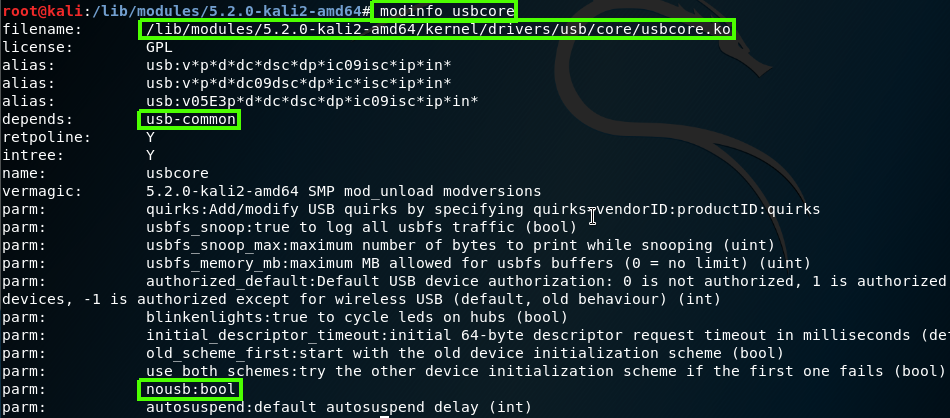 root@kali:/lib/modules/5.2.0-kali2-amd64# modinfo usbcore
filename: /lib/modules/5.2.0-kali2-amd64/kernel/drivers/usb/core/usbcore.ko
license: GPL
alias: usb:v*p*d*dc*dsc*dp*ic09isc*ip*in*
alias: usb:v*p*d*dc09dsc*dp*ic*isc*ip*in*
alias: usb:v05E3p*d*dc*dsc*dp*ic09isc*ip*in*
depends: usb-common
retpoline: Y
intree: Y
name: usbcore
vermagic: 5.2.0-kali2-amd64 SMP mod_unload modversions
parm: quirks:Add/modify USB quirks by specifying quirks=vendorID:productID:quirks
parm: usbfs_snoop:true to log all usbfs traffic (bool)
parm: usbfs_snoop_max:maximum number of bytes to print while snooping (uint)
parm: usbfs_memory_mb:maximum MB allowed for usbfs buffers (0 = no limit) (uint)
parm: authorized_default:Default USB device authorization: 0 is not authorized, 1 is authorized
devices, -1 is authorized except for wireless USB (default, old behaviour) (int)
parm: blinkenlights:true to cycle leds on hubs (bool)
parm: initial_descriptor_timeout:initial 64-byte descriptor request timeout in milliseconds (de
parm: old_scheme_first:start with the old device initialization scheme (bool)
parm: use_both_schemes:try the other device initialization scheme if the first one fails (bool)
parm: nousb:bool
parm: autosuspend:default autosuspend delay (int)